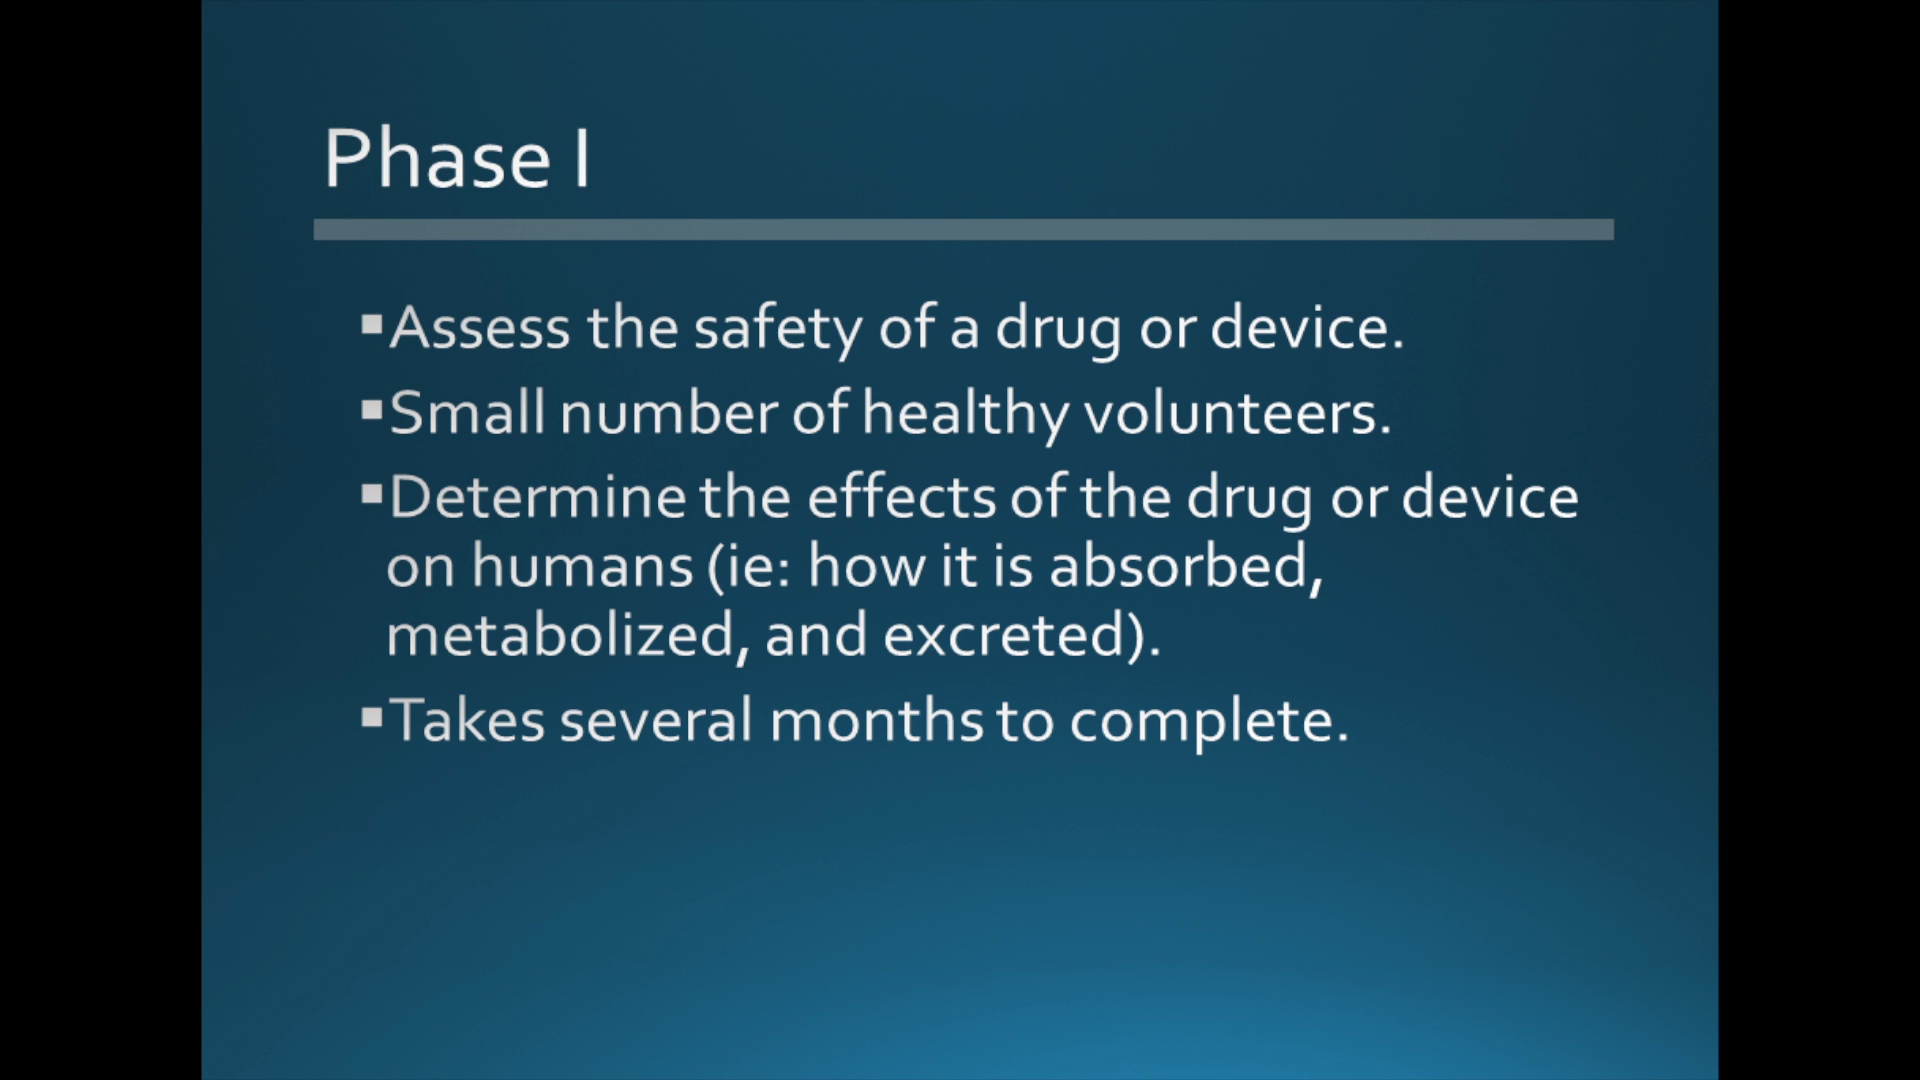 Phase I
▪Assess the safety of a drug or device.
▪Small number of healthy volunteers.
▪Determine the effects of the drug or device
on humans (ie: how it is absorbed,
metabolized, and excreted).
▪Takes several months to complete.